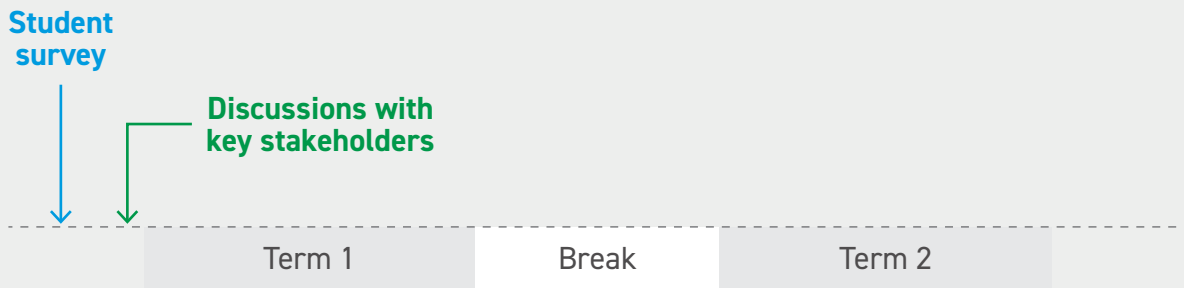 Student
survey
Discussions with
key stakeholders
Term 1
Break
Term 2